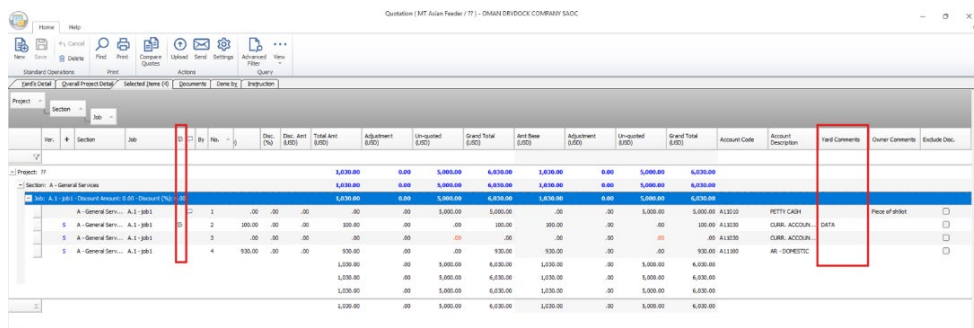 Quotation ( MT Asian Feeder / ?? ) - OMAN DRYDOCK COMPANY SAOC
Home Help
New Save Cancel Delete Find Print Compare Quotes Upload Send Settings Advanced Filter View
Standard Operations Print Actions Query
Yard's Detail Overall Project Detail Selected Items (4) Documents Done by Instruction
Project
Section
Job
Ver. + Section Job By No. Disc. (%) Disc. Amt (USD) Total Amt (USD) Adjustment (USD) Un-quoted (USD) Grand Total (USD) Amt Base (USD) Adjustment (USD) Un-quoted (USD) Grand Total (USD) Account Code Account Description Yard Comments Owner Comments Exclude Disc.
Project: ?? 1,030.00 0.00 5,000.00 6,030.00 1,030.00 0.00 5,000.00 6,030.00
Section: A - General Services 1,030.00 0.00 5,000.00 6,030.00 1,030.00 0.00 5,000.00 6,030.00
Job: A.1 - job1 - Discount Amount: 0.00 - Discount (%): 0.00 1,030.00 0.00 5,000.00 6,030.00 1,030.00 0.00 5,000.00 6,030.00
A - General Serv... A.1 - job1 1 .00 .00 .00 .00 .00 5,000.00 5,000.00 .00 .00 5,000.00 5,000.00 A11010 PETTY CASH
S A - General Serv... A.1 - job1 2 100.00 .00 .00 100.00 .00 .00 100.00 100.00 .00 .00 100.00 A11030 CURR. ACCOUN... DATA
S A - General Serv... A.1 - job1 3 .00 .00 .00 .00 .00 .00 .00 .00 .00 .00 .00 A11030 CURR. ACCOUN...
S A - General Serv... A.1 - job1 4 930.00 .00 .00 930.00 .00 .00 930.00 930.00 .00 .00 930.00 A11100 AR - DOMESTIC
1,030.00 .00 5,000.00 6,030.00 1,030.00 .00 5,000.00 6,030.00
1,030.00 .00 5,000.00 6,030.00 1,030.00 .00 5,000.00 6,030.00
1,030.00 .00 5,000.00 6,030.00 1,030.00 .00 5,000.00 6,030.00
1,030.00 .00 5,000.00 6,030.00 1,030.00 .00 5,000.00 6,030.00